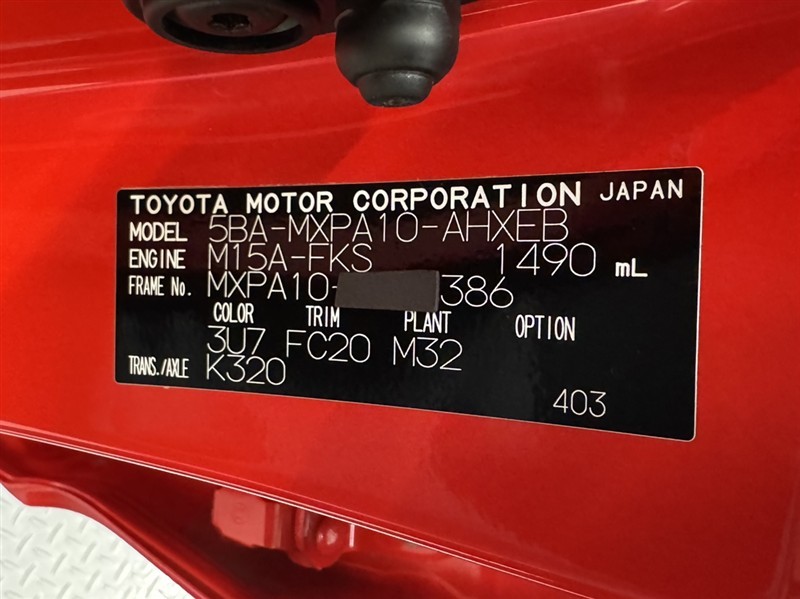 TOYOTA MOTOR CORPORATION JAPAN
MODEL 5BA-MXPA10-AHXEB
ENGINE M15A-FKS 1490 mL
FRAME No. MXPA10- 386
COLOR TRIM PLANT OPTION
3U7 FC20 M32
TRANS./AXLE K320
403